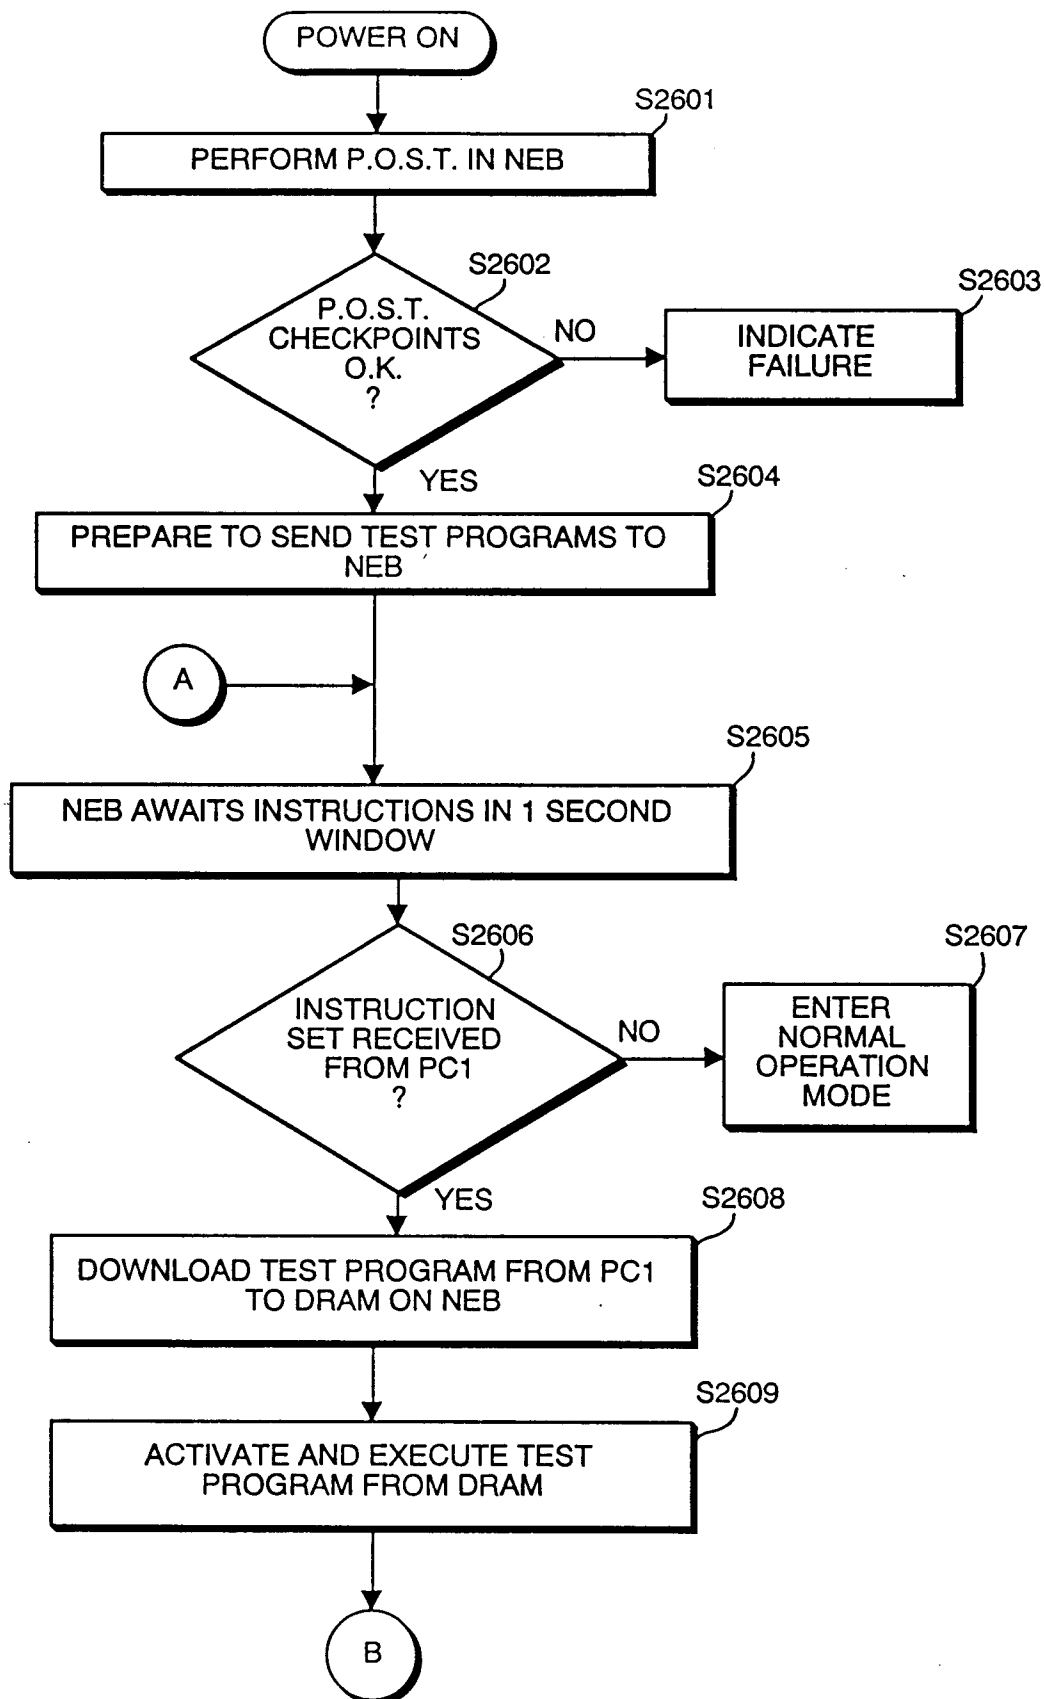 POWER ON
S2601
PERFORM P.O.S.T. IN NEB
S2602
P.O.S.T.
CHECKPOINTS
O.K.
?
NO
S2603
INDICATE
FAILURE
YES
S2604
PREPARE TO SEND TEST PROGRAMS TO
NEB
A
S2605
NEB AWAITS INSTRUCTIONS IN 1 SECOND
WINDOW
S2606
INSTRUCTION
SET RECEIVED
FROM PC1
?
NO
S2607
ENTER
NORMAL
OPERATION
MODE
YES
S2608
DOWNLOAD TEST PROGRAM FROM PC1
TO DRAM ON NEB
S2609
ACTIVATE AND EXECUTE TEST
PROGRAM FROM DRAM
B